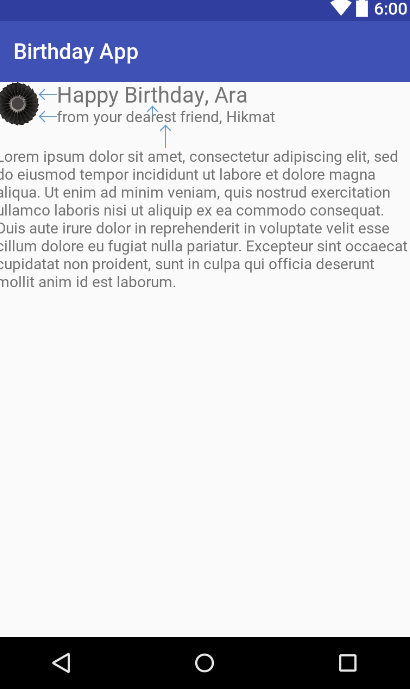 6:00
Birthday App
Happy Birthday, Ara
from your dearest friend, Hikmat
Lorem ipsum dolor sit amet, consectetur adipiscing elit, sed
do eiusmod tempor incididunt ut labore et dolore magna
aliqua. Ut enim ad minim veniam, quis nostrud exercitation
ullamco laboris nisi ut aliquip ex ea commodo consequat.
Duis aute irure dolor in reprehenderit in voluptate velit esse
cillum dolore eu fugiat nulla pariatur. Excepteur sint occaecat
cupidatat non proident, sunt in culpa qui officia deserunt
mollit anim id est laborum.